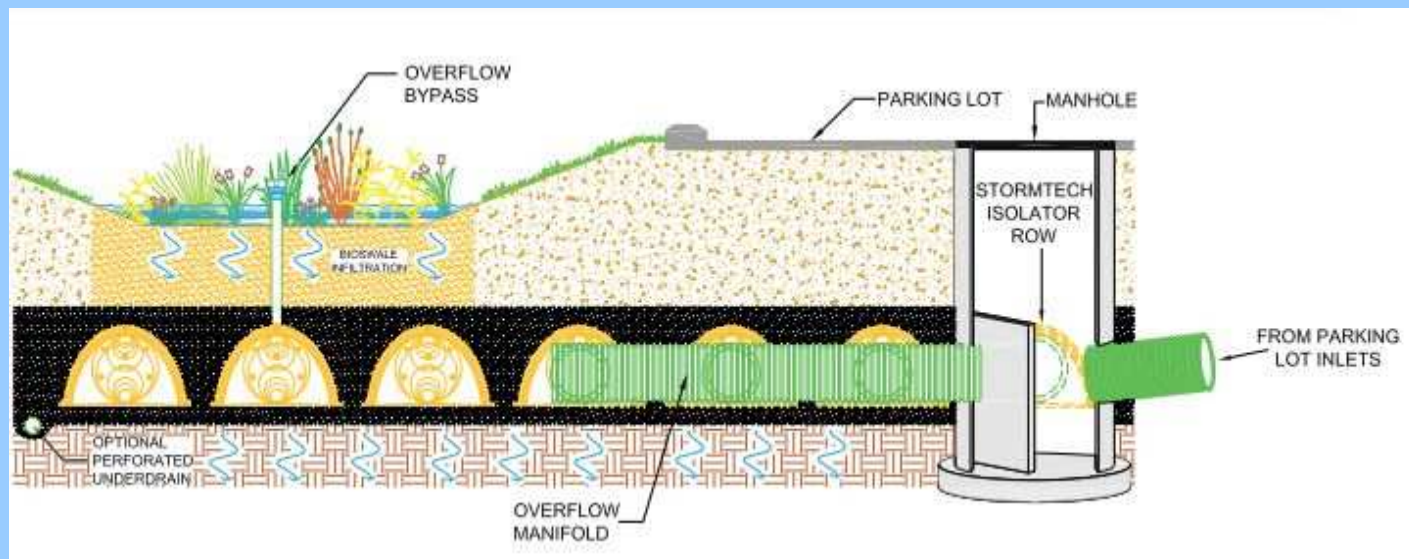 OVERFLOW
BYPASS
PARKING LOT
MANHOLE
STORMTECH
ISOLATOR
ROW
BIOSWALE
INFILTRATION
FROM PARKING
LOT INLETS
OPTIONAL
PERFORATED
UNDERDRAIN
OVERFLOW
MANIFOLD